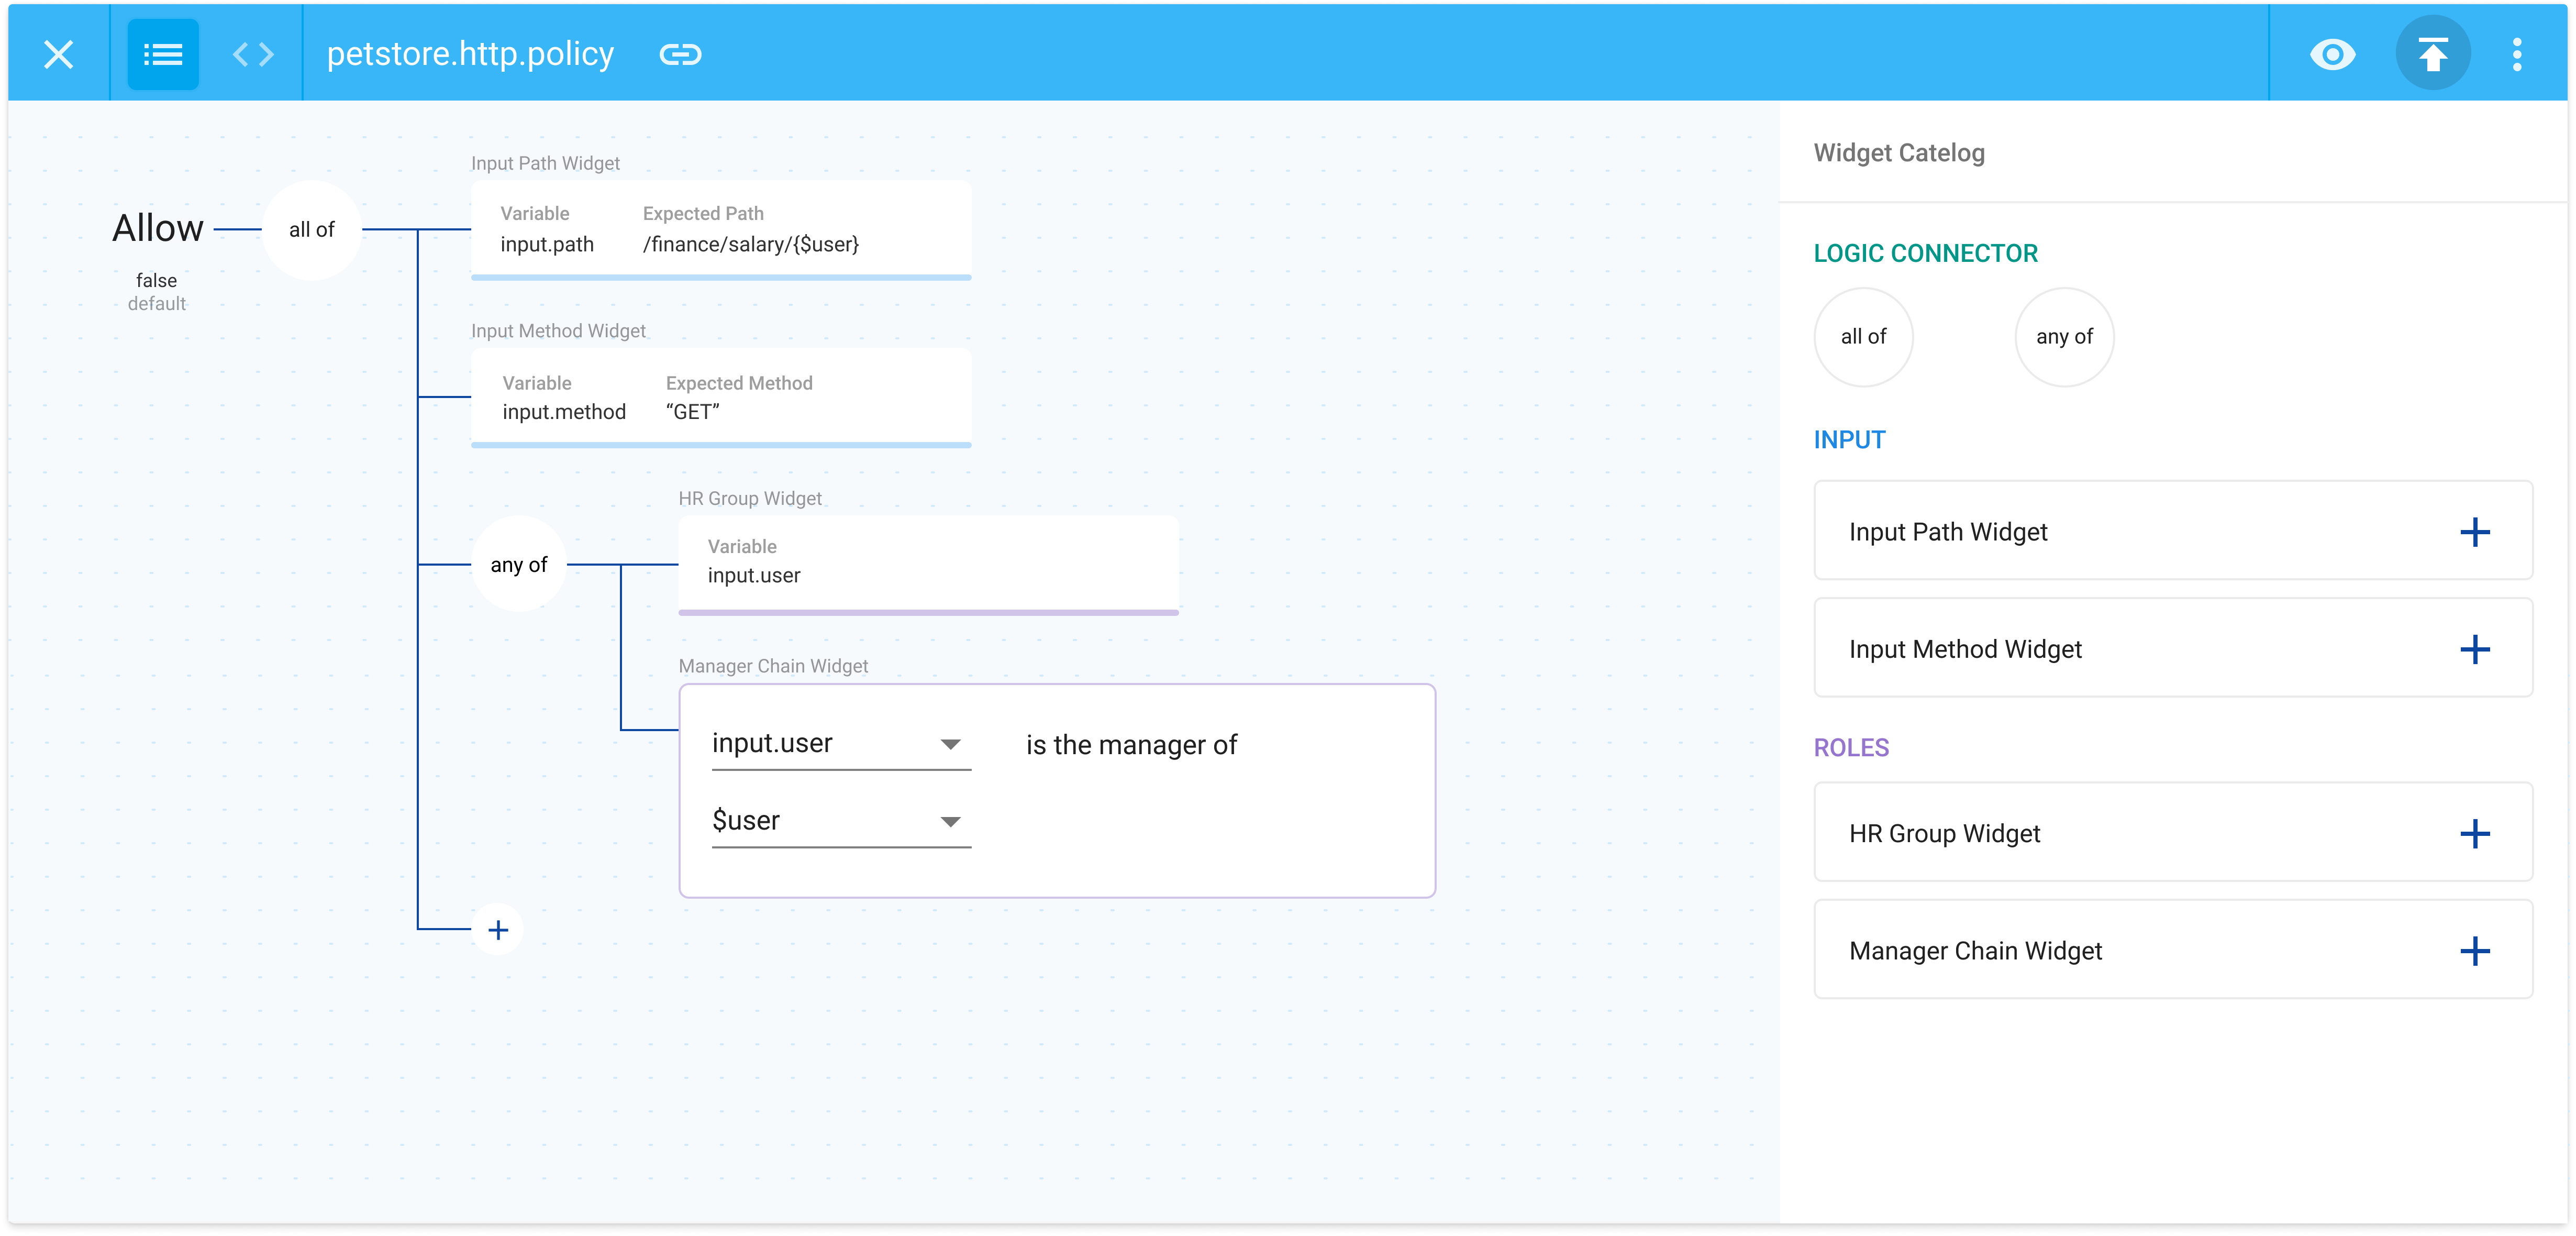 petstore.http.policy
Input Path Widget
Variable Expected Path
input.path /finance/salary/{$user}
Allow
all of
false
default
Input Method Widget
Variable Expected Method
input.method “GET”
HR Group Widget
Variable
input.user
any of
Manager Chain Widget
input.user is the manager of
$user
Widget Catelog
LOGIC CONNECTOR
all of any of
INPUT
Input Path Widget
Input Method Widget
ROLES
HR Group Widget
Manager Chain Widget